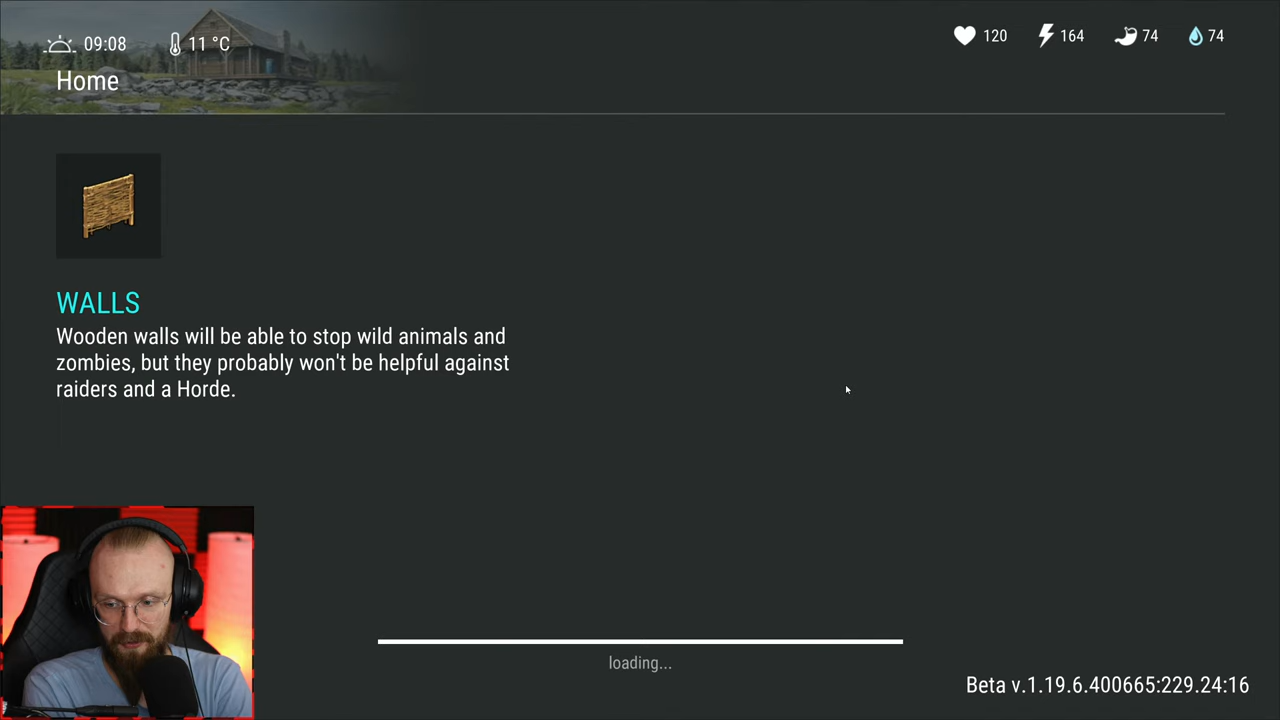 09:08 11 °C 120 164 74 74
Home
WALLS
Wooden walls will be able to stop wild animals and
zombies, but they probably won't be helpful against
raiders and a Horde.
loading...
Beta v.1.19.6.400665:229.24:16